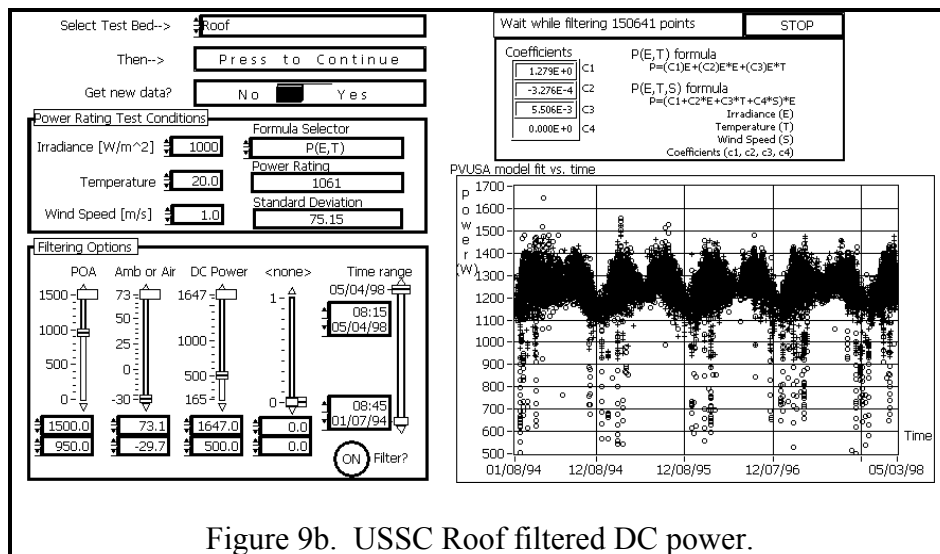 Select Test Bed--> Roof
Then--> Press to Continue
Get new data? No Yes
Power Rating Test Conditions
Irradiance [W/m^2] 1000
Temperature 20.0
Wind Speed [m/s] 1.0
Formula Selector
P(E,T)
Power Rating
1061
Standard Deviation
75.15
Filtering Options
POA Amb or Air DC Power <none> Time range
1500 73 1647 1 05/04/98
50
1000 25 1000
0
500 500
0 -30 165 0
08:15
05/04/98
08:45
01/07/94
1500.0 73.1 1647.0 0.0
950.0 -29.7 500.0 0.0
ON Filter?
Wait while filtering 150641 points STOP
Coefficients
1.279E+0 C1
-3.276E-4 C2
5.506E-3 C3
0.000E+0 C4
P(E,T) formula
P=(C1)E+(C2)E*E+(C3)E*T
P(E,T,S) formula
P=(C1+C2*E+C3*T+C4*S)*E
Irradiance (E)
Temperature (T)
Wind Speed (S)
Coefficients (c1, c2, c3, c4)
PVUSA model fit vs. time
Power (W)
1700
1600
1500
1400
1300
1200
1100
1000
900
800
700
600
500
Time
01/08/94 12/08/94 12/08/95 12/07/96 05/03/98
Figure 9b. USSC Roof filtered DC power.